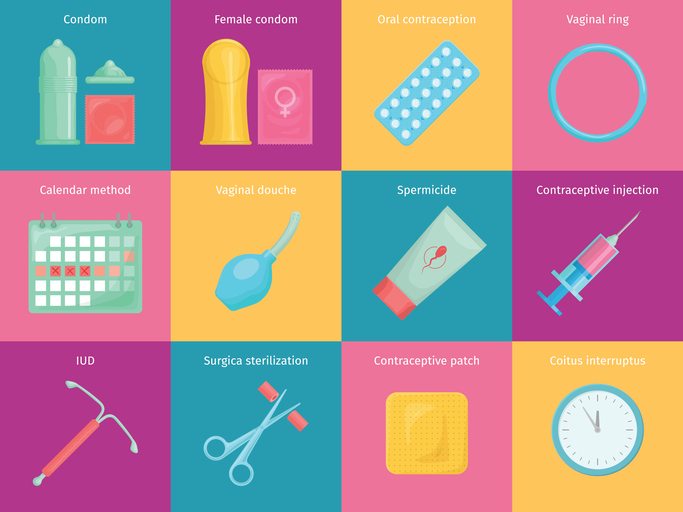 Condom
Female condom
Oral contraception
Vaginal ring
Calendar method
Vaginal douche
Spermicide
Contraceptive injection
IUD
Surgica sterilization
Contraceptive patch
Coitus interruptus